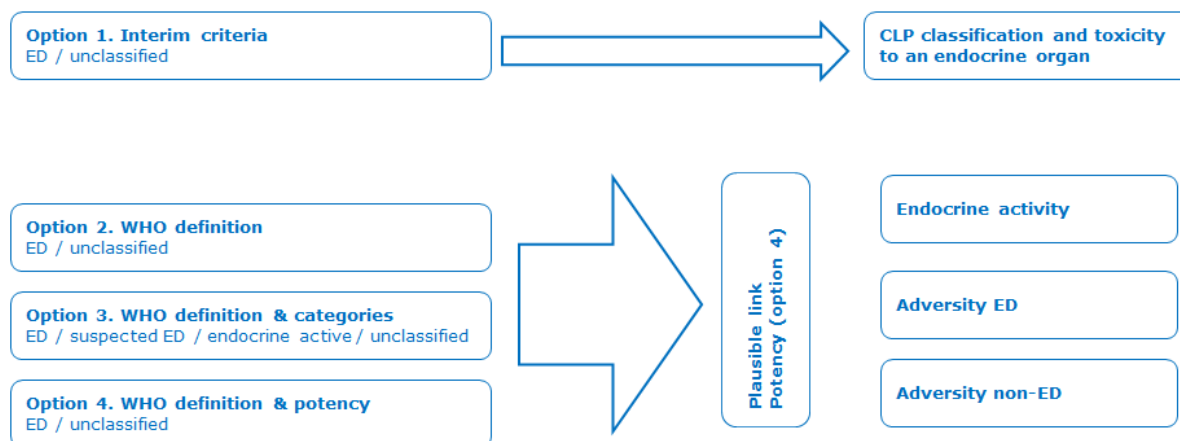 Option 1. Interim criteria
ED / unclassified
CLP classification and toxicity
to an endocrine organ
Option 2. WHO definition
ED / unclassified
Option 3. WHO definition & categories
ED / suspected ED / endocrine active / unclassified
Option 4. WHO definition & potency
ED / unclassified
Plausible link
Potency (option 4)
Endocrine activity
Adversity ED
Adversity non-ED